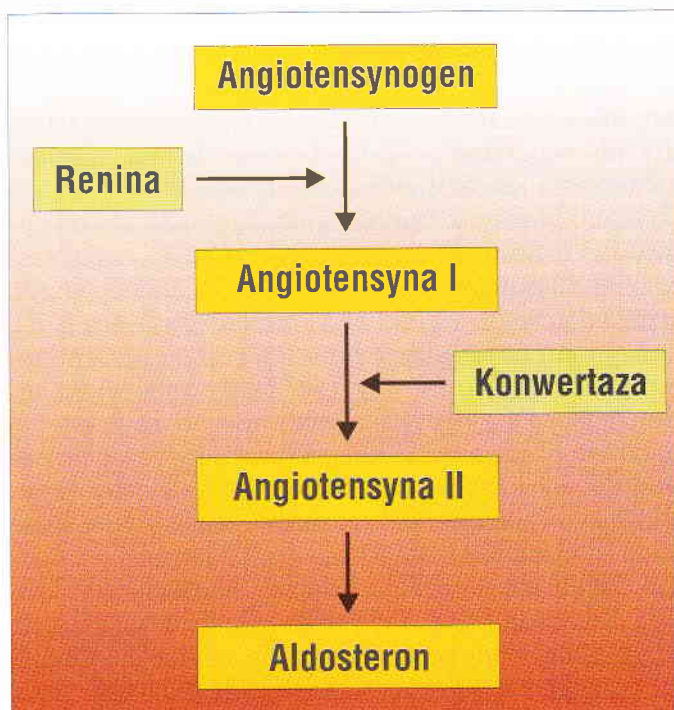 Angiotensynogen
Renina
Angiotensyna I
Konwertaza
Angiotensyna II
Aldosteron